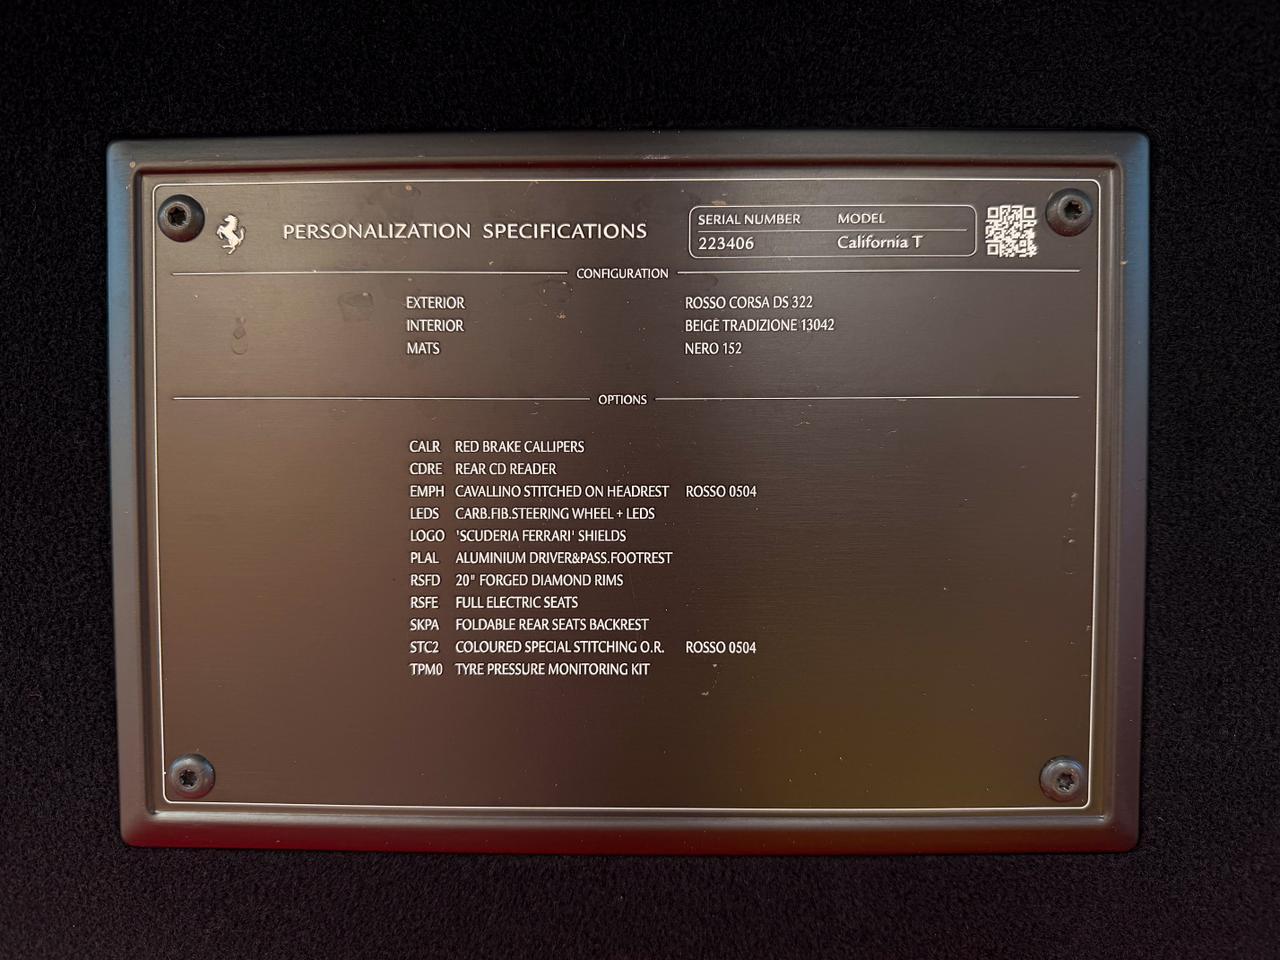 PERSONALIZATION SPECIFICATIONS
SERIAL NUMBER MODEL
223406 California T
CONFIGURATION
EXTERIOR ROSSO CORSA DS 322
INTERIOR BEIGE TRADIZIONE 13042
MATS NERO 152
OPTIONS
CALR RED BRAKE CALLIPERS
CDRE REAR CD READER
EMPH CAVALLINO STITCHED ON HEADREST ROSSO 0504
LEDS CARB.FIB.STEERING WHEEL + LEDS
LOGO 'SCUDERIA FERRARI' SHIELDS
PLAL ALUMINIUM DRIVER&PASS.FOOTREST
RSFD 20" FORGED DIAMOND RIMS
RSFE FULL ELECTRIC SEATS
SKPA FOLDABLE REAR SEATS BACKREST
STC2 COLOURED SPECIAL STITCHING O.R. ROSSO 0504
TPM0 TYRE PRESSURE MONITORING KIT